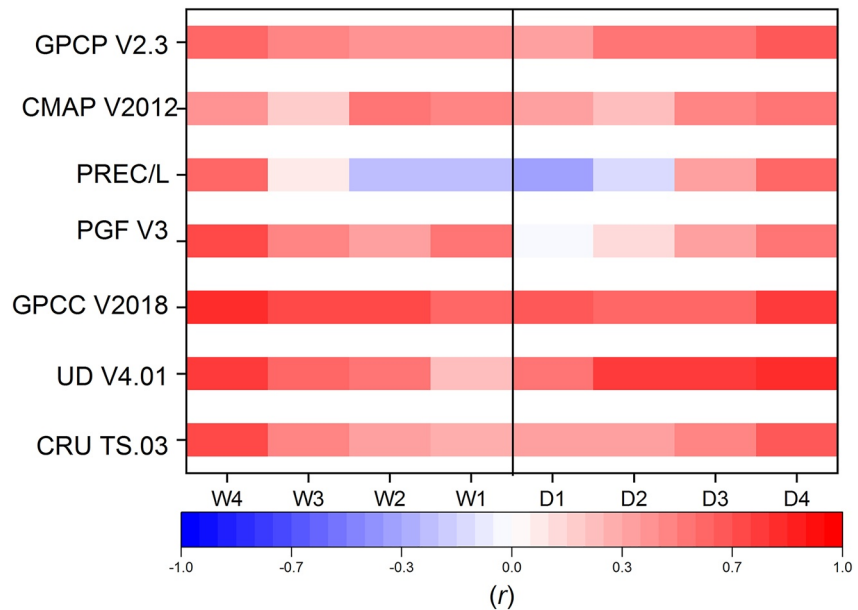 GPCP V2.3
CMAP V2012
PREC/L
PGF V3
GPCC V2018
UD V4.01
CRU TS.03
W4 W3 W2 W1 D1 D2 D3 D4
-1.0 -0.7 -0.3 0.0 0.3 0.7 1.0
(r)